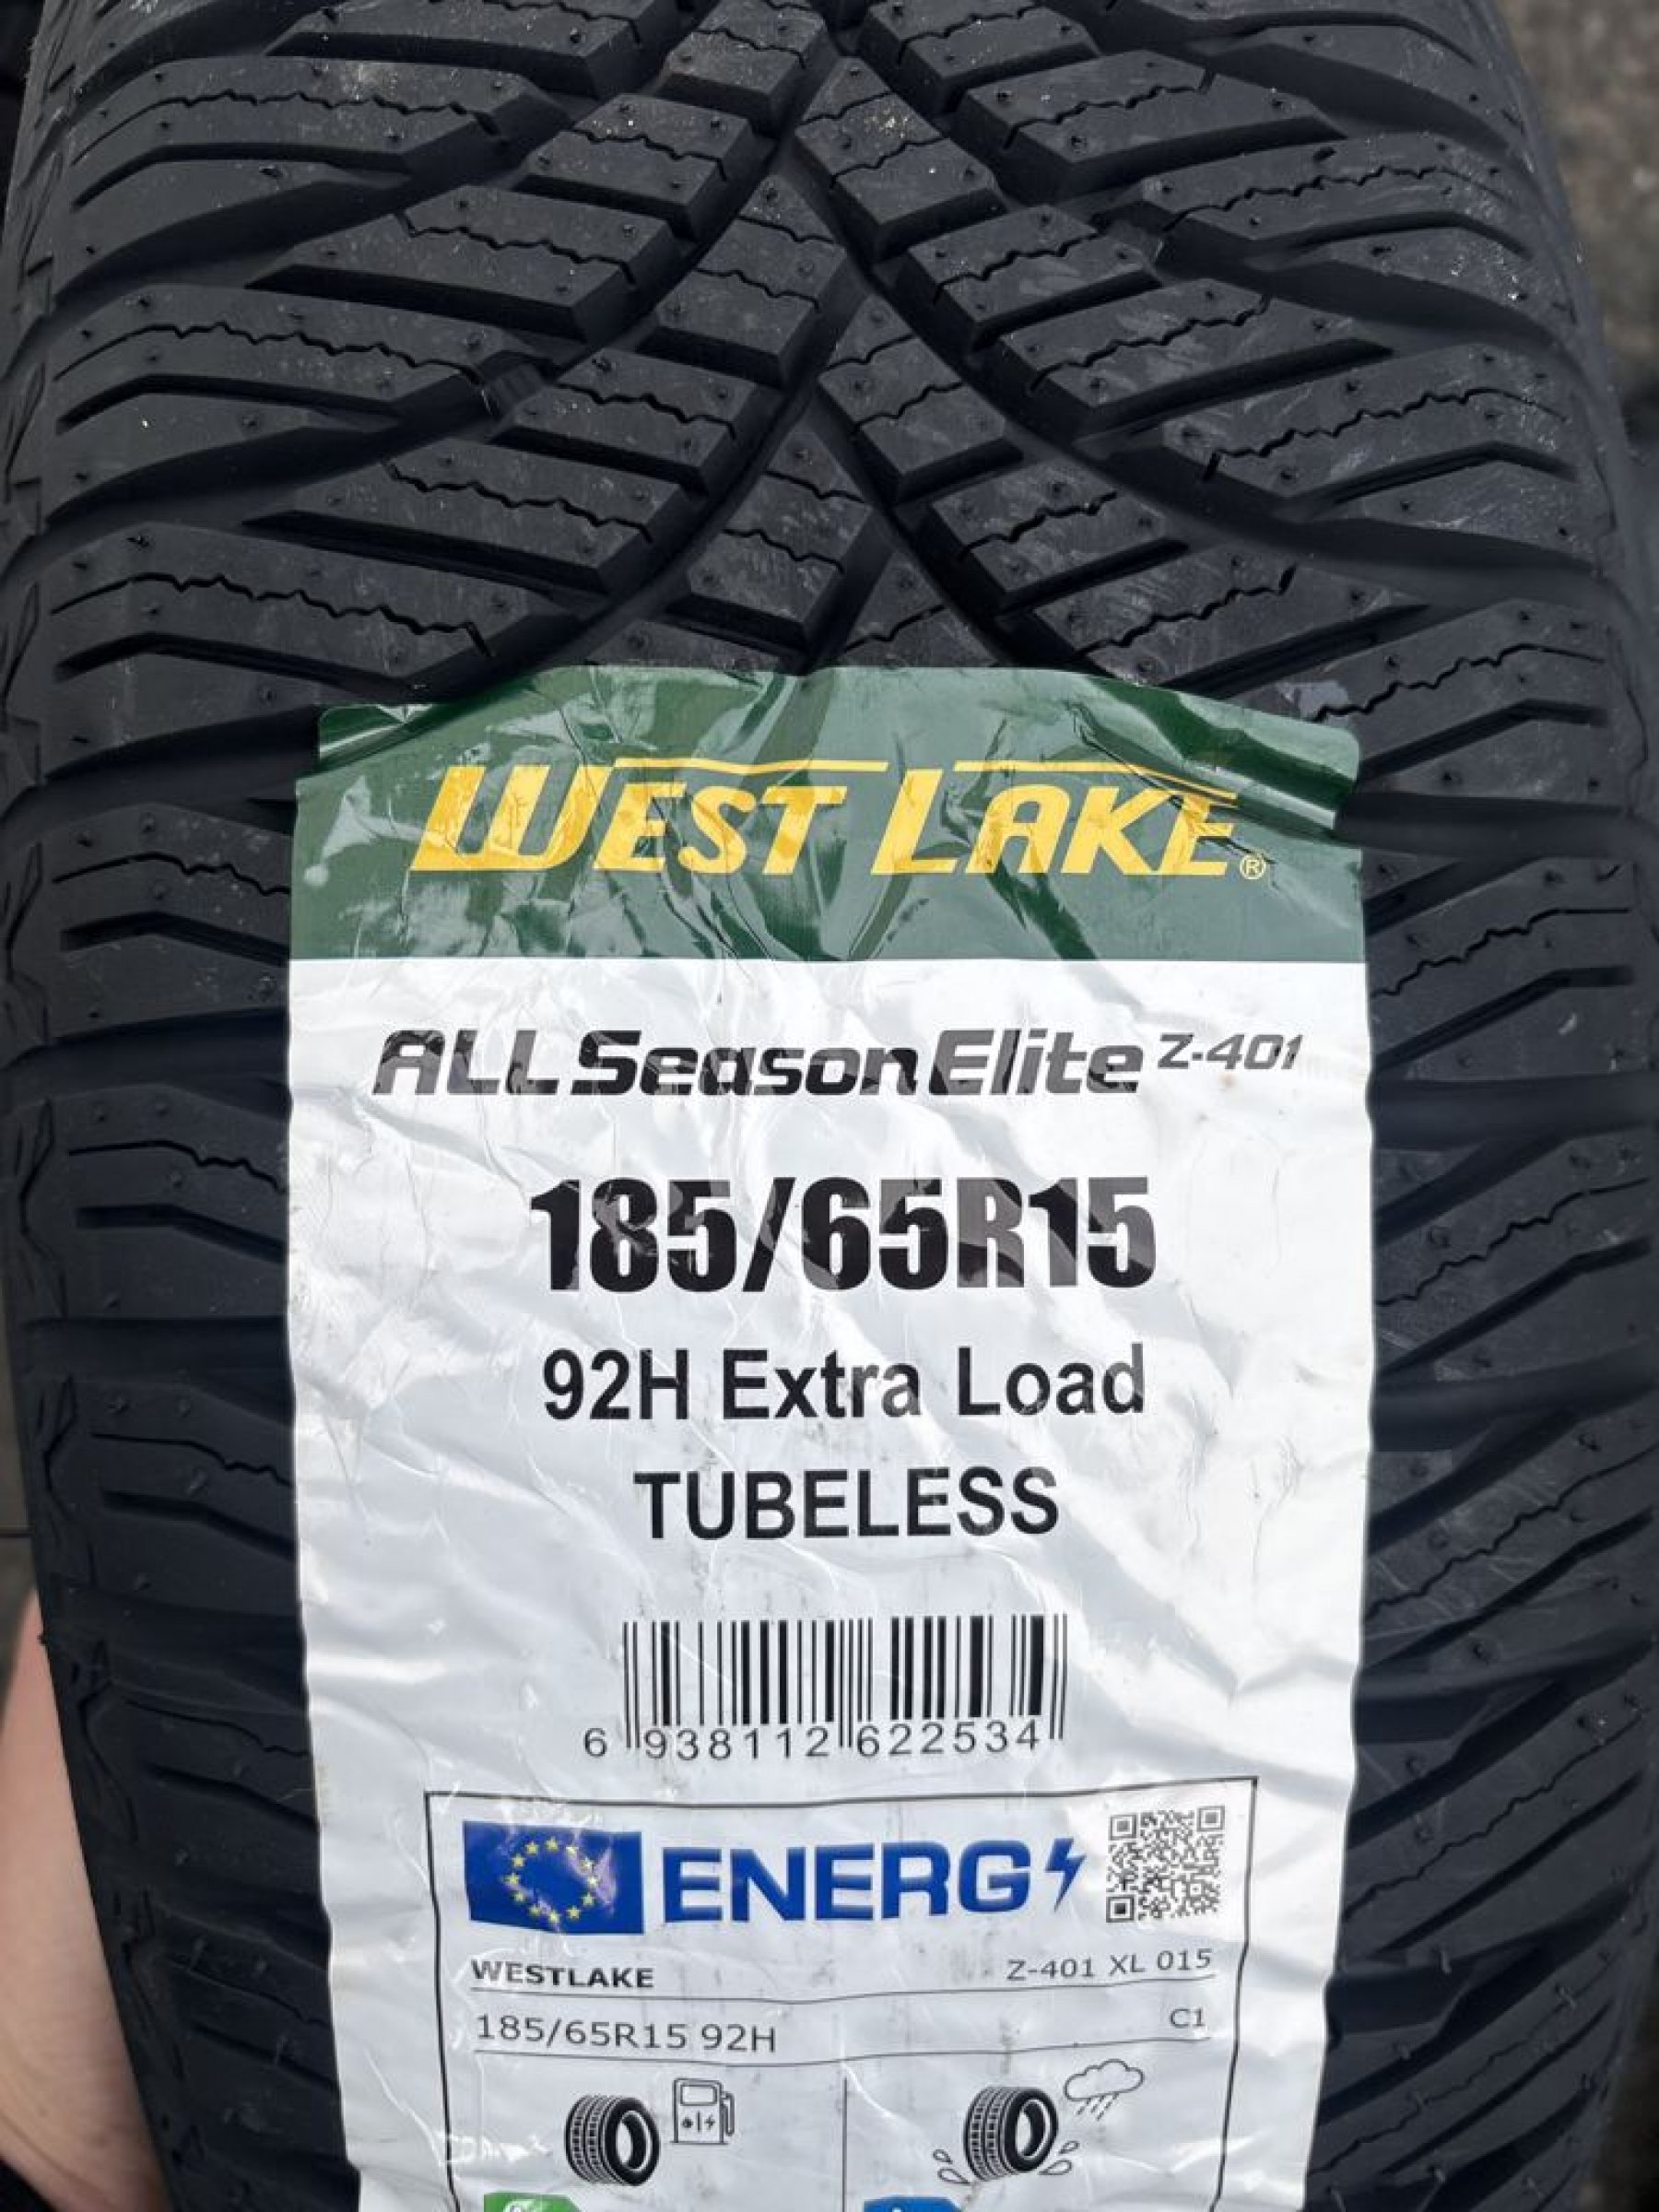 WEST LAKE®
ALL Season Elite Z-401
185/65R15
92H Extra Load
TUBELESS
6 938112 622534
ENERG
WESTLAKE Z-401 XL 015
185/65R15 92H C1